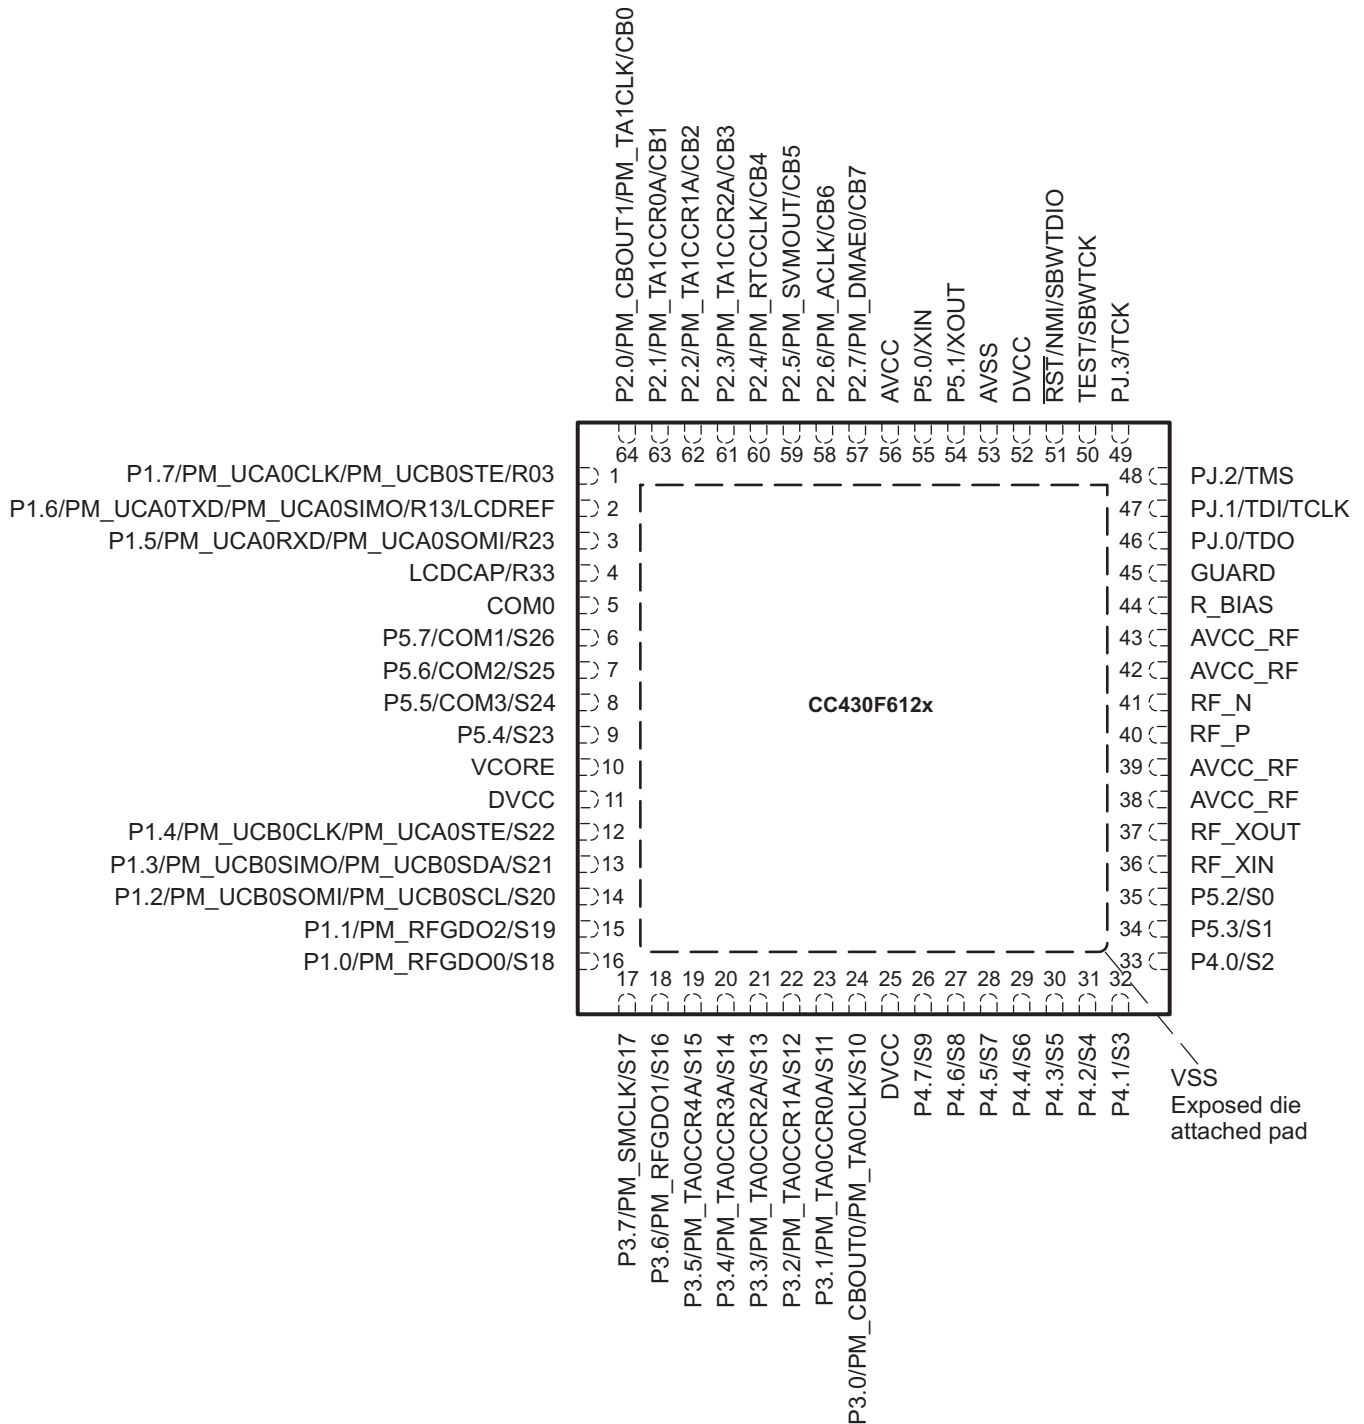 P2.0/PM_CBOUT1/PM_TA1CLK/CB0
P2.1/PM_TA1CCR0A/CB1
P2.2/PM_TA1CCR1A/CB2
P2.3/PM_TA1CCR2A/CB3
P2.4/PM_RTCCLK/CB4
P2.5/PM_SVMOUT/CB5
P2.6/PM_ACLK/CB6
P2.7/PM_DMAE0/CB7
AVCC
P5.0/XIN
P5.1/XOUT
AVSS
DVCC
RST/NMI/SBWTDIO
TEST/SBWTCK
PJ.3/TCK
64 63 62 61 60 59 58 57 56 55 54 53 52 51 50 49
P1.7/PM_UCA0CLK/PM_UCB0STE/R03 1
P1.6/PM_UCA0TXD/PM_UCA0SIMO/R13/LCDREF 2
P1.5/PM_UCA0RXD/PM_UCA0SOMI/R23 3
LCDCAP/R33 4
COM0 5
P5.7/COM1/S26 6
P5.6/COM2/S25 7
P5.5/COM3/S24 8
P5.4/S23 9
VCORE 10
DVCC 11
P1.4/PM_UCB0CLK/PM_UCA0STE/S22 12
P1.3/PM_UCB0SIMO/PM_UCB0SDA/S21 13
P1.2/PM_UCB0SOMI/PM_UCB0SCL/S20 14
P1.1/PM_RFGDO2/S19 15
P1.0/PM_RFGDO0/S18 16
CC430F612x
48 PJ.2/TMS
47 PJ.1/TDI/TCLK
46 PJ.0/TDO
45 GUARD
44 R_BIAS
43 AVCC_RF
42 AVCC_RF
41 RF_N
40 RF_P
39 AVCC_RF
38 AVCC_RF
37 RF_XOUT
36 RF_XIN
35 P5.2/S0
34 P5.3/S1
33 P4.0/S2
17 18 19 20 21 22 23 24 25 26 27 28 29 30 31 32
P3.7/PM_SMCLK/S17
P3.6/PM_RFGDO1/S16
P3.5/PM_TA0CCR4A/S15
P3.4/PM_TA0CCR3A/S14
P3.3/PM_TA0CCR2A/S13
P3.2/PM_TA0CCR1A/S12
P3.1/PM_TA0CCR0A/S11
P3.0/PM_CBOUT0/PM_TA0CLK/S10
DVCC
P4.7/S9
P4.6/S8
P4.5/S7
P4.4/S6
P4.3/S5
P4.2/S4
P4.1/S3
VSS
Exposed die
attached pad